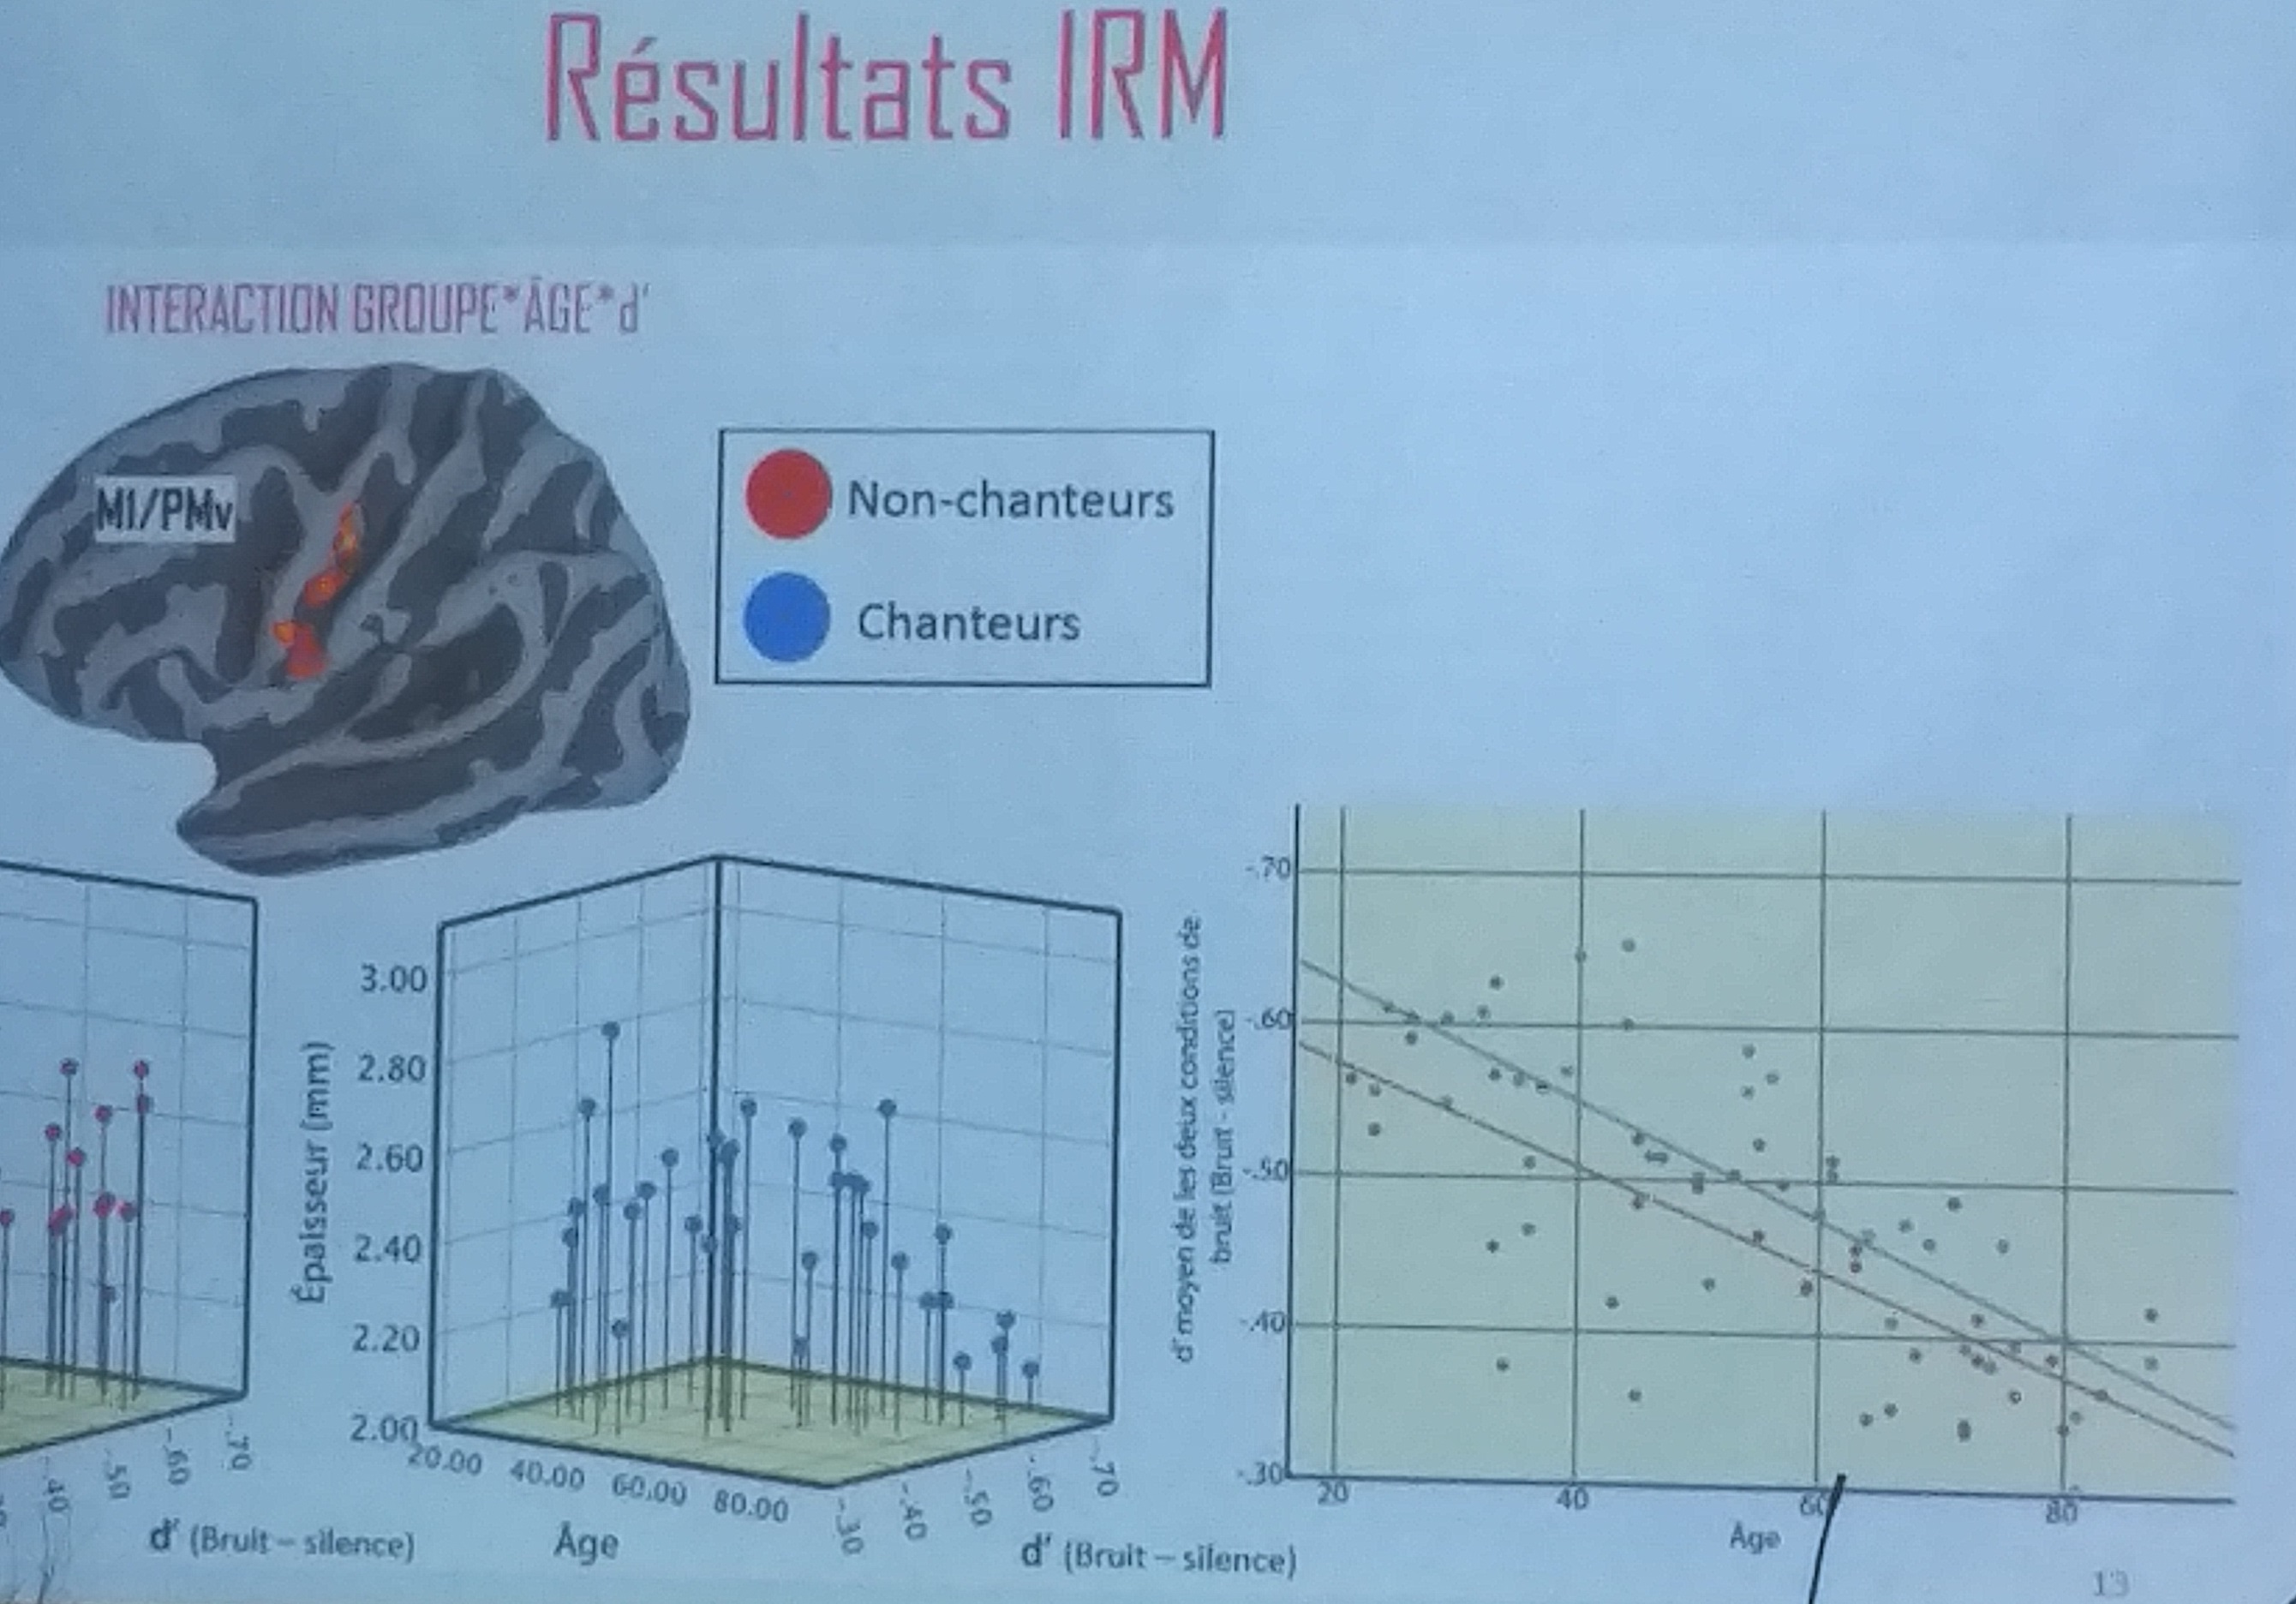 Résultats IRM
INTERACTION GROUPE*ÂGE*d'
M1/PMv
Non-chanteurs
Chanteurs
-.40
-.50
-.60
-.70
d' (Bruit – silence)
Épaisseur (mm)
3.00
2.80
2.60
2.40
2.20
2.00
20.00
40.00
60.00
80.00
Âge
-.30
-.40
-.50
-.60
-.70
d' (Bruit – silence)
d' moyen de les deux conditions de
bruit (Bruit - silence)
-.70
-.60
-.50
-.40
-.30
20
40
60
80
Âge
13